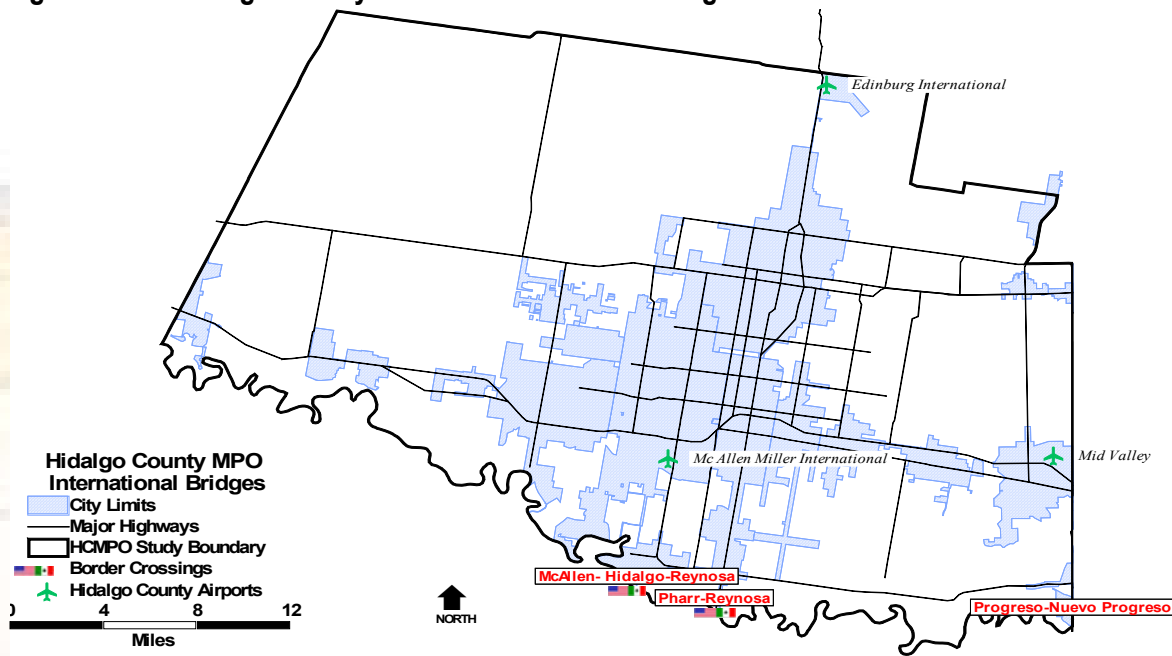 Edinburg International
Mc Allen Miller International
Mid Valley
Hidalgo County MPO
International Bridges
City Limits
Major Highways
HCMPO Study Boundary
Border Crossings
Hidalgo County Airports
0 4 8 12
Miles
NORTH
McAllen- Hidalgo-Reynosa
Pharr-Reynosa
Progreso-Nuevo Progreso